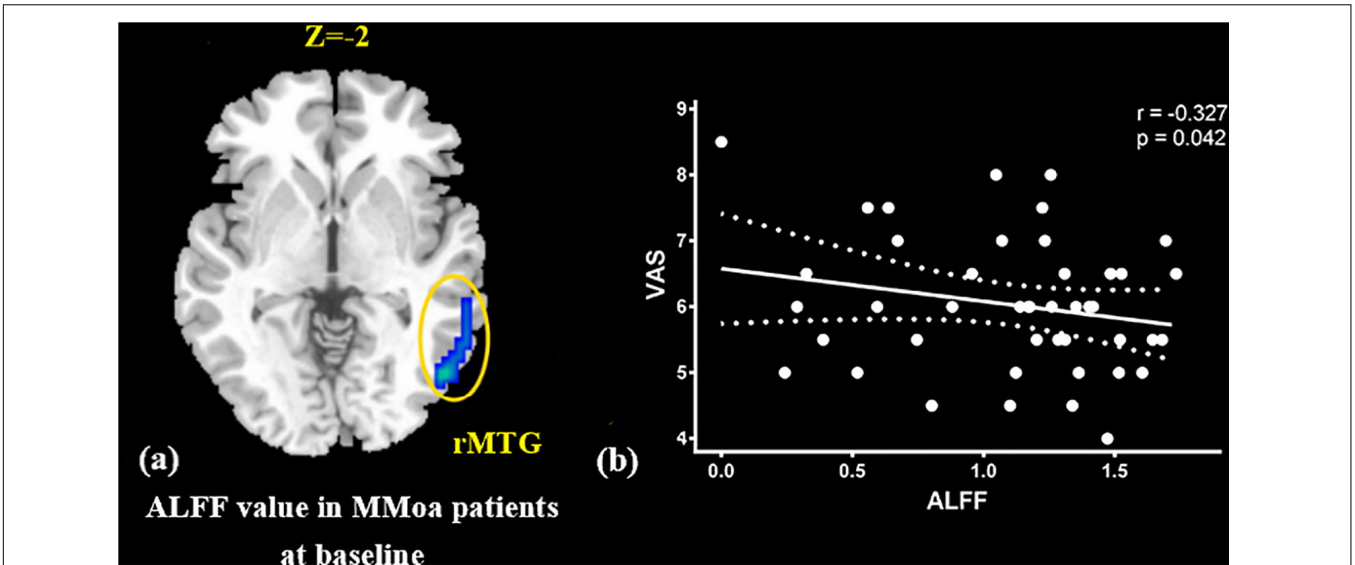 Z=-2
rMTG
(a)
ALFF value in MMoa patients
at baseline
(b)
r = -0.327
p = 0.042
VAS
9
8
7
6
5
4
0.0 0.5 1.0 1.5
ALFF